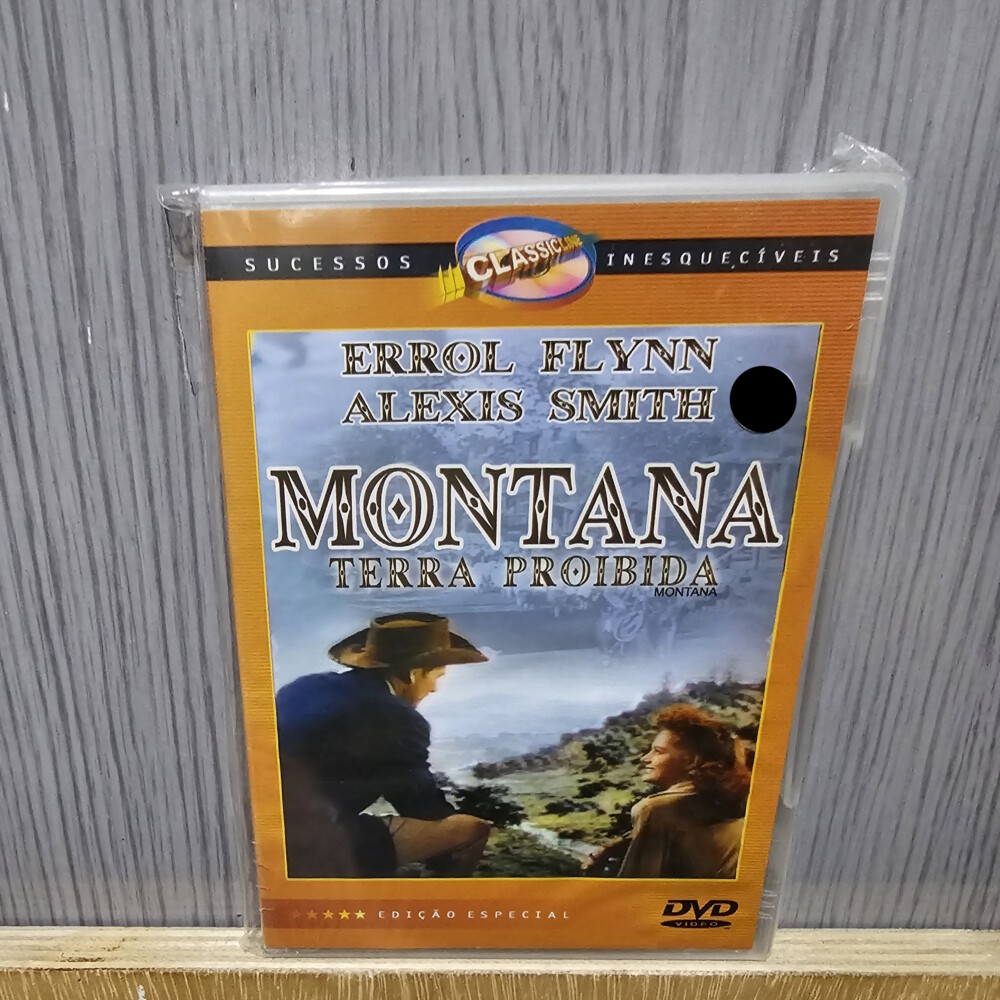 SUCESSOS CLASSICLINE INESQUECÍVEIS
ERROL FLYNN
ALEXIS SMITH
MONTANA
TERRA PROIBIDA
MONTANA
EDIÇÃO ESPECIAL
DVD
VIDEO